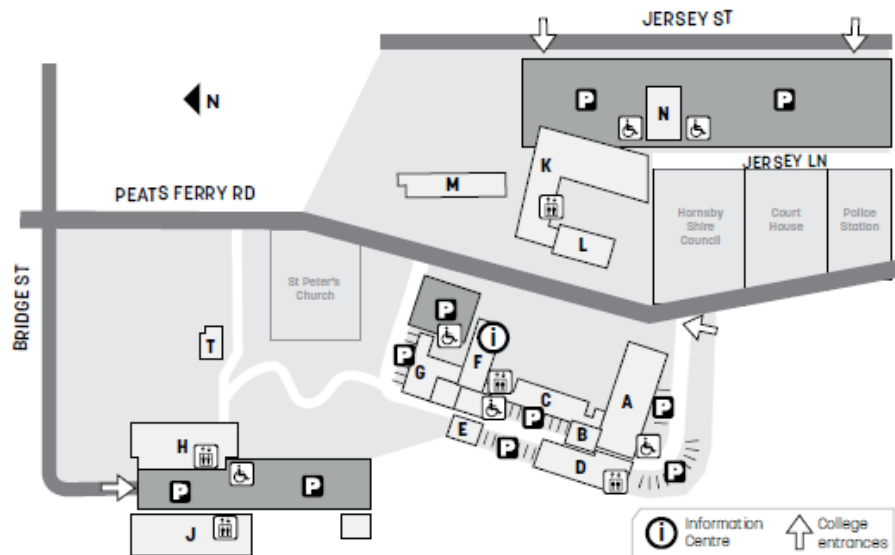 JERSEY ST
P
N
P
N
JERSEY LN
K
M
PEATS FERRY RD
Hornsby
Shire
Council
Court
House
Police
Station
L
St Peter's
Church
BRIDGE ST
P
i
T
P
F
G
C
A
P
P
E
B
P
D
P
H
P
P
J
i
Information
Centre
College
entrances